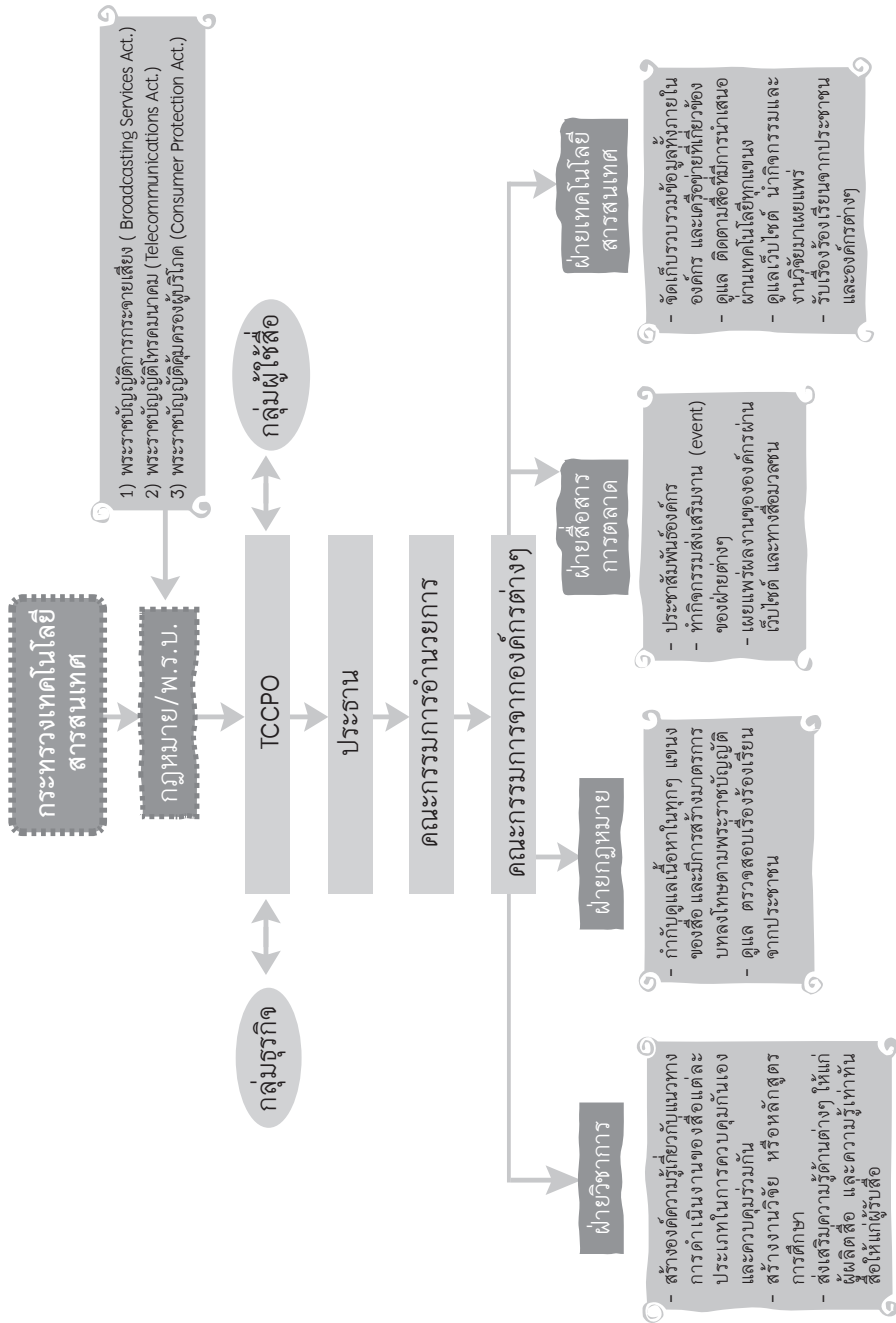 กระทรวงเทคโนโลยี
สารสนเทศ
กฎหมาย/พ.ร.บ.
1) พระราชบัญญัติการกระจายเสียง ( Broadcasting Services Act.)
2) พระราชบัญญัติโทรคมนาคม (Telecommunications Act.)
3) พระราชบัญญัติคุ้มครองผู้บริโภค (Consumer Protection Act.)
กลุ่มธุรกิจ
TCCPO
กลุ่มผู้ใช้สื่อ
ประธาน
คณะกรรมการอำนวยการ
คณะกรรมการจากองค์กรต่างๆ
ฝ่ายวิชาการ
- สร้างองค์ความรู้เกี่ยวกับแนวทาง
การดำเนินงานของสื่อแต่ละ
ประเภทในการควบคุมกันเอง
และควบคุมร่วมกัน
- สร้างงานวิจัย หรือหลักสูตร
การศึกษา
- ส่งเสริมความรู้ด้านต่างๆ ให้แก่
ผู้ผลิตสื่อ และความรู้เท่าทัน
สื่อให้แก่ผู้รับสื่อ
ฝ่ายกฎหมาย
- กำกับดูแลเนื้อหาในทุกๆ แขนง
ของสื่อ และมีการสร้างมาตรการ
บทลงโทษตามพระราชบัญญัติ
- ดูแล ตรวจสอบเรื่องร้องเรียน
จากประชาชน
ฝ่ายสื่อสาร
การตลาด
- ประชาสัมพันธ์องค์กร
- ทำกิจกรรมส่งเสริมงาน (event)
ของฝ่ายต่างๆ
- เผยแพร่ผลงานขององค์กรผ่าน
เว็บไซต์ และทางสื่อมวลชน
ฝ่ายเทคโนโลยี
สารสนเทศ
- จัดเก็บรวบรวมข้อมูลทั้งภายใน
องค์กร และเครือข่ายที่เกี่ยวข้อง
- ดูแล ติดตามสื่อที่มีการนำเสนอ
ผ่านเทคโนโลยีทุกแขนง
- ดูแลเว็บไซต์ นำกิจกรรมและ
งานวิจัยมาเผยแพร่
- รับเรื่องร้องเรียนจากประชาชน
และองค์กรต่างๆ